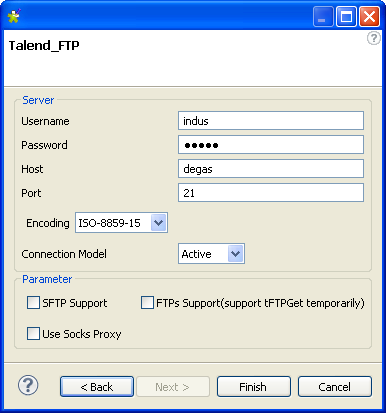 Talend_FTP
Server
Username indus
Password ●●●●●
Host degas
Port 21
Encoding ISO-8859-15
Connection Model Active
Parameter
SFTP Support FTPs Support(support tFTPGet temporarily)
Use Socks Proxy
? < Back Next > Finish Cancel